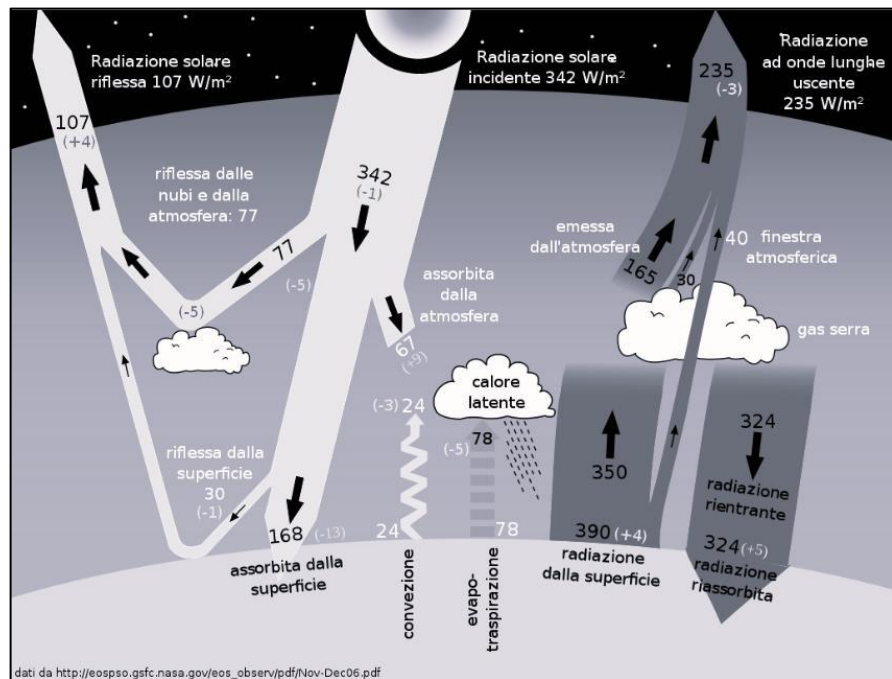 Radiazione solare
riflessa 107 W/m²
Radiazione solare
incidente 342 W/m²
Radiazione
ad onde lunghe
uscente
235 W/m²
107
(+4)
riflessa dalle
nubi e dalla
atmosfera: 77
342
(-1)
77
(-5)
(-5)
235
(-3)
emessa
dall'atmosfera
165
30
40
finestra
atmosferica
assorbita
dalla
atmosfera
67
(+9)
gas serra
calore
latente
(-3) 24
(-5)
78
riflessa dalla
superficie
30
(-1)
350
324
radiazione
rientrante
168 (-13)
assorbita dalla
superficie
24
convezione
78
evapo-
traspirazione
390 (+4)
radiazione
dalla superficie
324 (+5)
radiazione
riassorbita
dati da http://eospso.gsfc.nasa.gov/eos_observ/pdf/Nov-Dec06.pdf